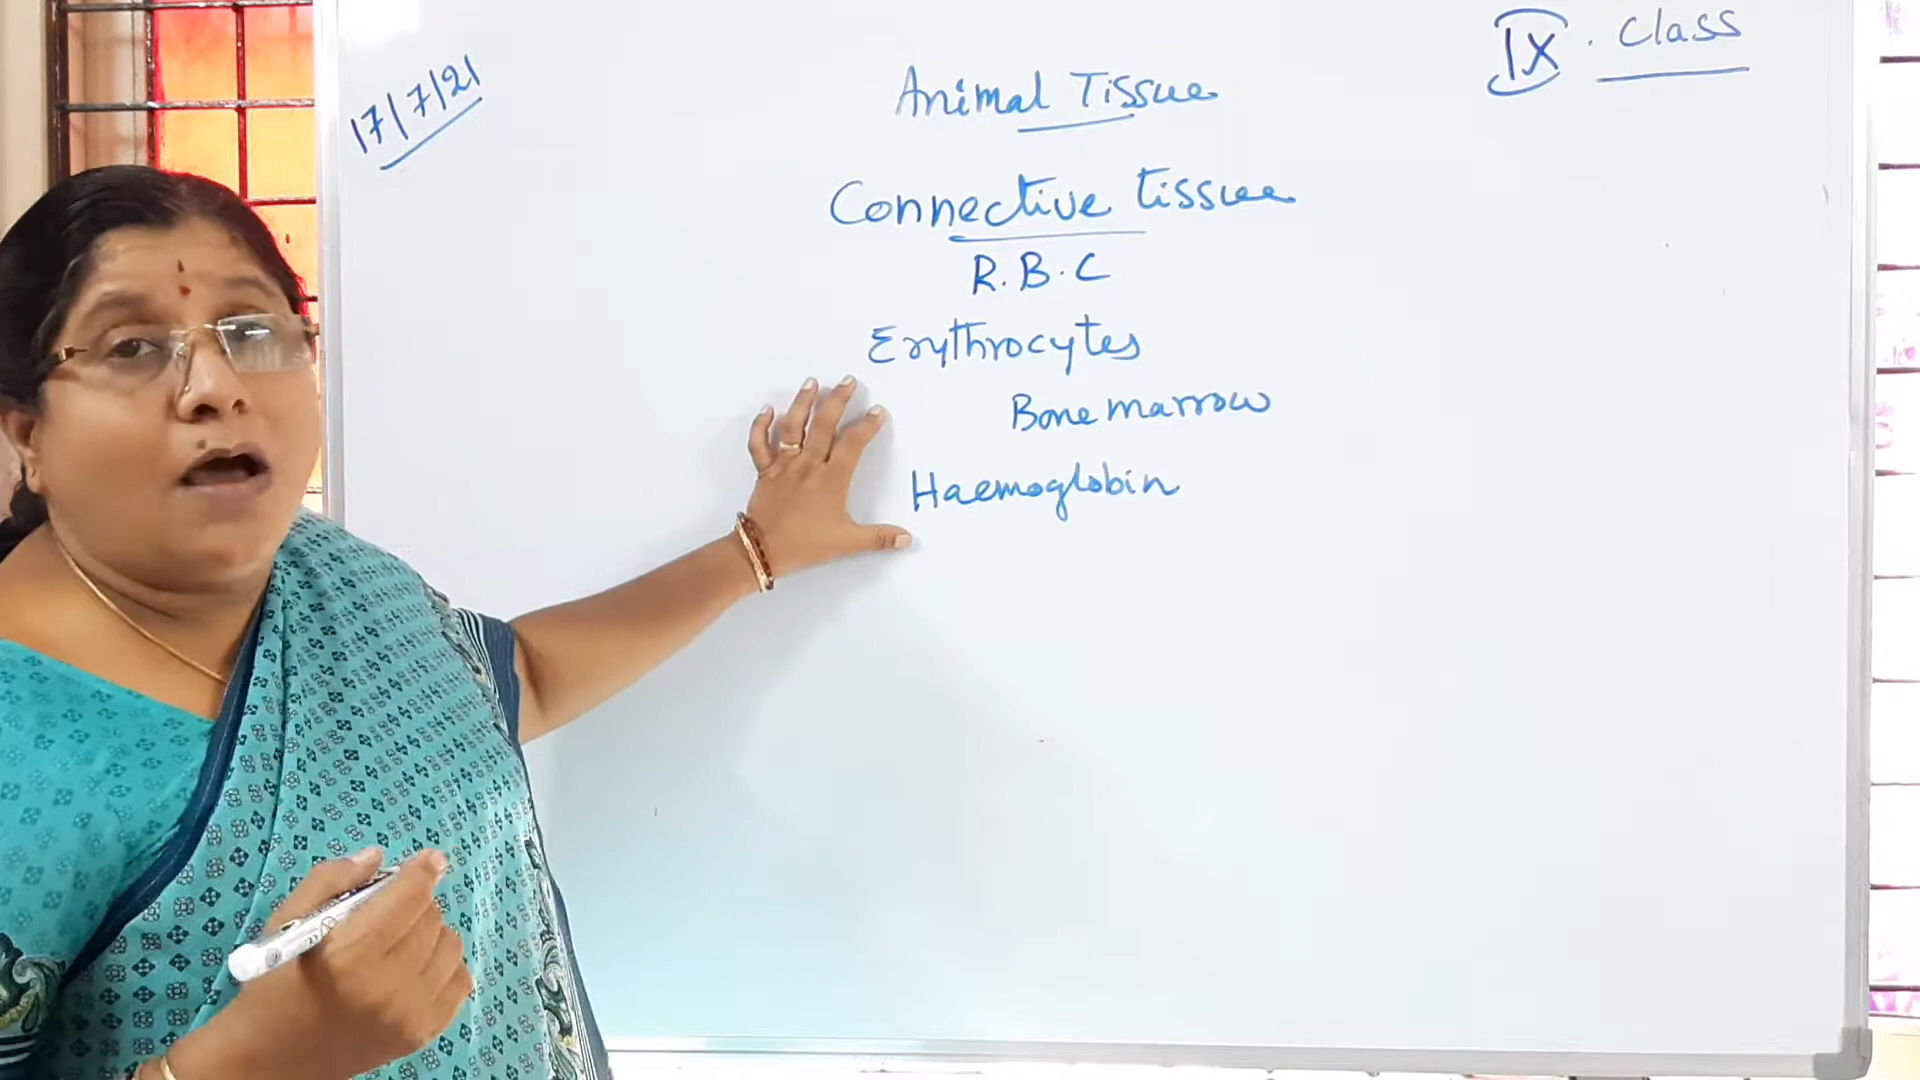 17/7/21
IX. Class
Animal Tissue
Connective tissue
R.B.C
Erythrocytes
Bone marrow
Haemoglobin